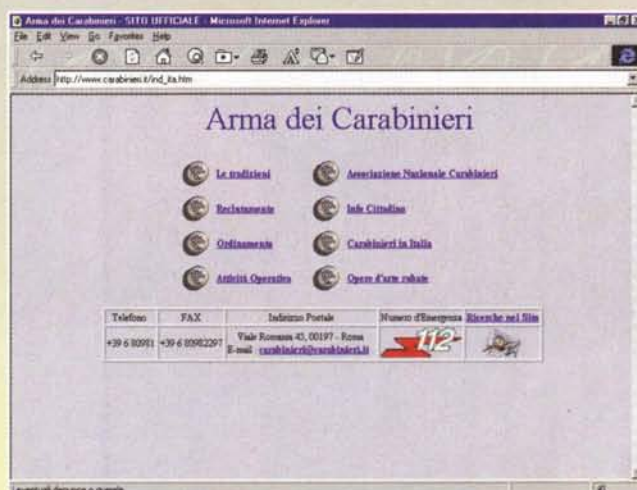 Arma dei Carabinieri - SITO UFFICIALE - Microsoft Internet Explorer
File Edit View Go Favorites Help
Address http://www.carabinieri.it/ind_ita.htm
Arma dei Carabinieri
Le tradizioni Associazione Nazionale Carabinieri
Reclutamento Info Cittadino
Ordinamento Carabinieri in Italia
Attività Operativa Opere d'arte rubate
Telefono FAX Indirizzo Postale Numero d'Emergenza Ricerche nel Sito
+39 6 80981 +39 6 80982297 Viale Romania 45, 00197 - Roma 112
E-mail : carabinieri@carabinieri.it